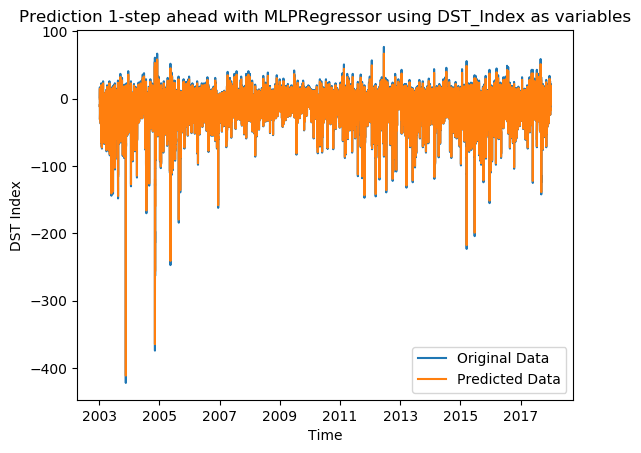 Prediction 1-step ahead with MLPRegressor using DST_Index as variables
100
0
−100
−200
−300
−400
DST Index
2003
2005
2007
2009
2011
2013
2015
2017
Time
Original Data
Predicted Data